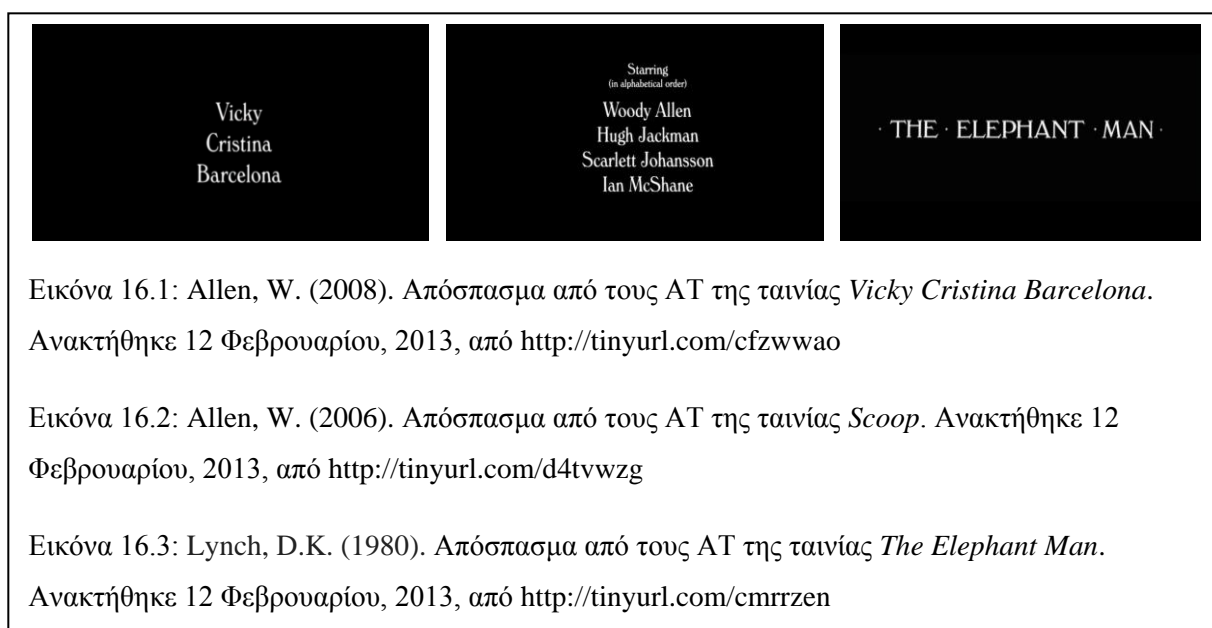 Vicky
Cristina
Barcelona
Starring
(in alphabetical order)
Woody Allen
Hugh Jackman
Scarlett Johansson
Ian McShane
· THE · ELEPHANT · MAN ·
Εικόνα 16.1: Allen, W. (2008). Απόσπασμα από τους ΑΤ της ταινίας Vicky Cristina Barcelona.
Ανακτήθηκε 12 Φεβρουαρίου, 2013, από http://tinyurl.com/cfzwwao
Εικόνα 16.2: Allen, W. (2006). Απόσπασμα από τους ΑΤ της ταινίας Scoop. Ανακτήθηκε 12
Φεβρουαρίου, 2013, από http://tinyurl.com/d4tvwzg
Εικόνα 16.3: Lynch, D.K. (1980). Απόσπασμα από τους ΑΤ της ταινίας The Elephant Man.
Ανακτήθηκε 12 Φεβρουαρίου, 2013, από http://tinyurl.com/cmrrzen